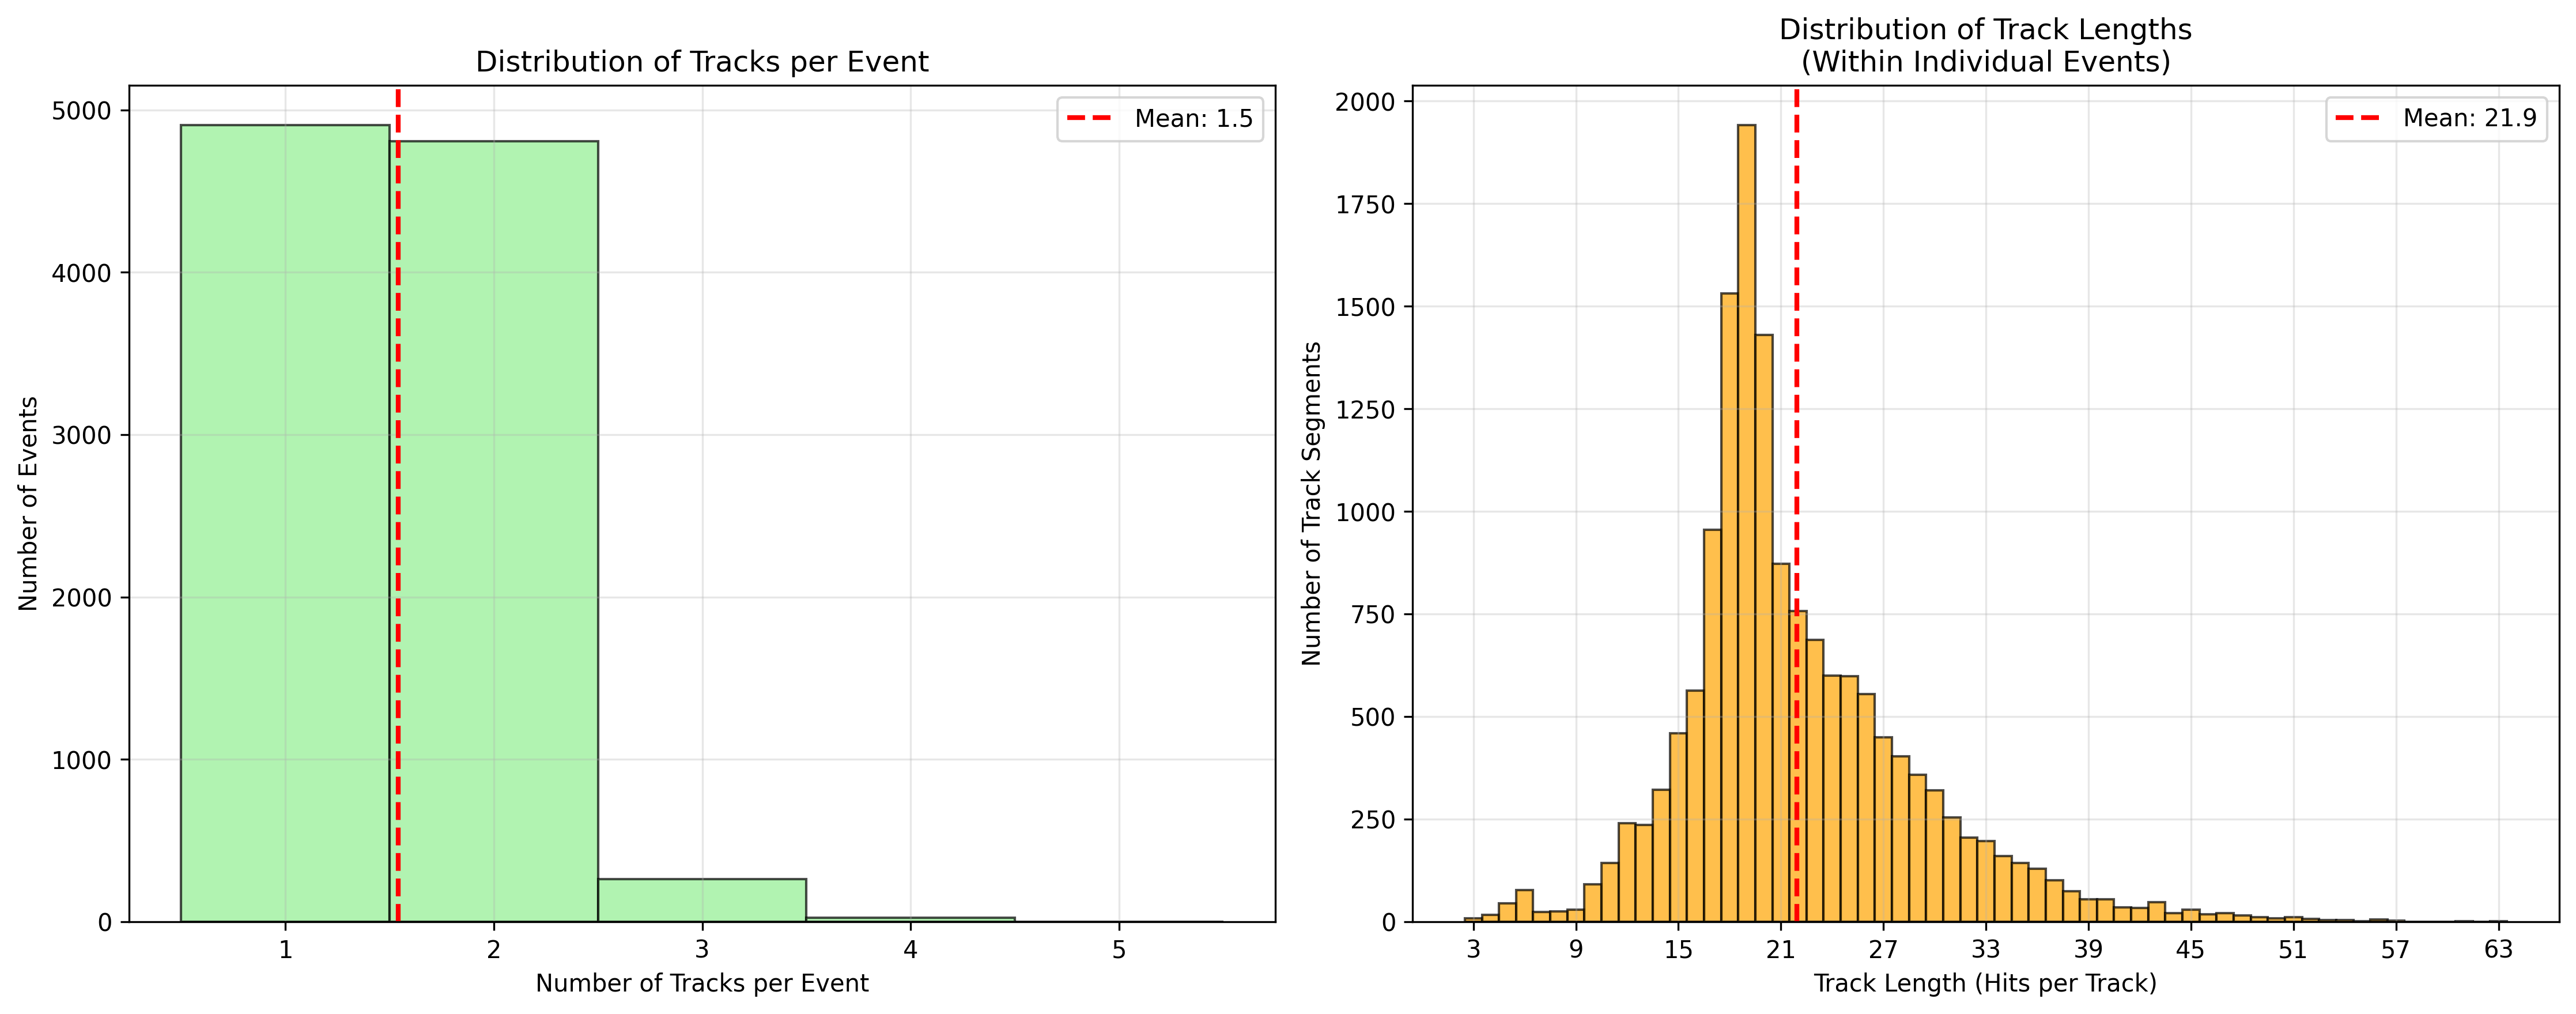 Distribution of Tracks per Event
Mean: 1.5
5000
4000
3000
2000
1000
0
Number of Events
1 2 3 4 5
Number of Tracks per Event
Distribution of Track Lengths
(Within Individual Events)
Mean: 21.9
2000
1750
1500
1250
1000
750
500
250
0
Number of Track Segments
3 9 15 21 27 33 39 45 51 57 63
Track Length (Hits per Track)